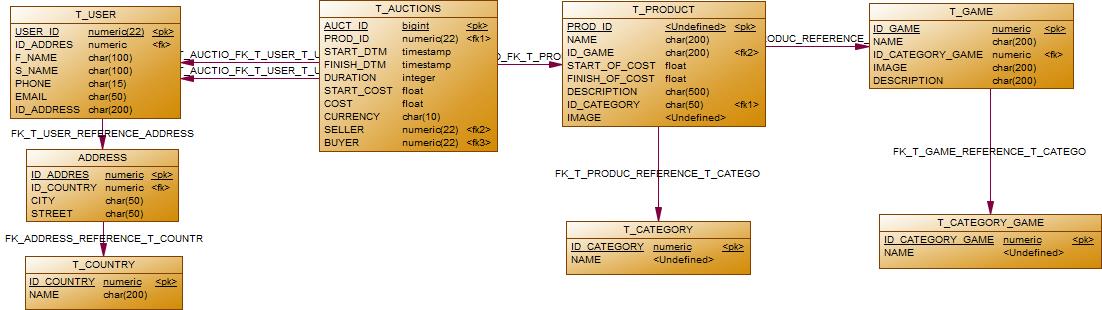 T_USER
USER_ID numeric(22) <pk>
ID_ADDRES numeric <fk>
F_NAME char(100)
S_NAME char(100)
PHONE char(15)
EMAIL char(50)
ID_ADDRESS char(200)
T_AUCTIO_FK_T_USER_T_U
T_AUCTIO_FK_T_USER_T_U
T_AUCTIONS
AUCT_ID bigint <pk>
PROD_ID numeric(22) <fk1>
START_DTM timestamp
FINISH_DTM timestamp
DURATION integer
START_COST float
COST float
CURRENCY char(10)
SELLER numeric(22) <fk2>
BUYER numeric(22) <fk3>
O_FK_T_PRO
T_PRODUCT
PROD_ID <Undefined> <pk>
NAME char(200)
ID_GAME char(200) <fk2>
START_OF_COST float
FINISH_OF_COST float
DESCRIPTION char(500)
ID_CATEGORY char(50) <fk1>
IMAGE <Undefined>
ODUC_REFERENCE_
T_GAME
ID_GAME numeric <pk>
NAME char(200)
ID_CATEGORY_GAME numeric <fk>
IMAGE char(200)
DESCRIPTION char(200)
FK_T_USER_REFERENCE_ADDRESS
ADDRESS
ID_ADDRES numeric <pk>
ID_COUNTRY numeric <fk>
CITY char(50)
STREET char(50)
FK_ADDRESS_REFERENCE_T_COUNTR
T_COUNTRY
ID_COUNTRY numeric <pk>
NAME char(200)
FK_T_PRODUC_REFERENCE_T_CATEGO
T_CATEGORY
ID_CATEGORY numeric <pk>
NAME <Undefined>
FK_T_GAME_REFERENCE_T_CATEGO
T_CATEGORY_GAME
ID_CATEGORY_GAME numeric <pk>
NAME <Undefined>